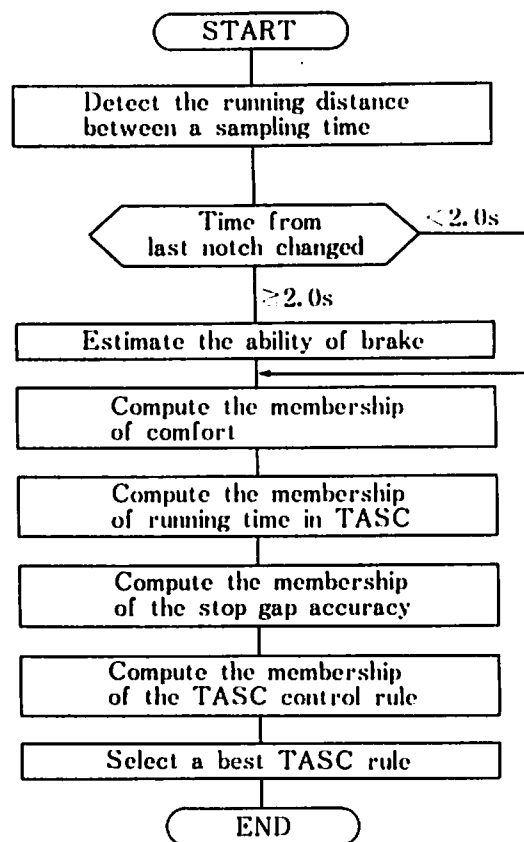 START
Detect the running distance
between a sampling time
Time from
last notch changed
<2.0s
≥2.0s
Estimate the ability of brake
Compute the membership
of comfort
Compute the membership
of running time in TASC
Compute the membership
of the stop gap accuracy
Compute the membership
of the TASC control rule
Select a best TASC rule
END